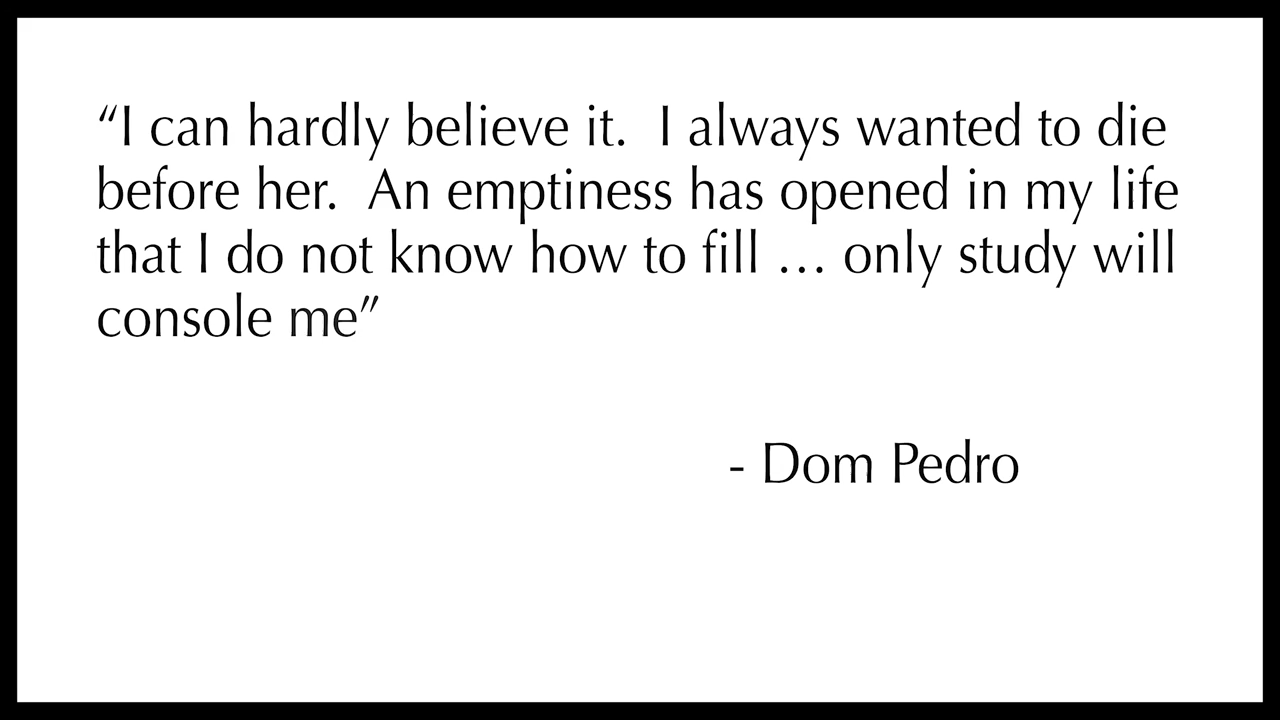 “I can hardly believe it.  I always wanted to die
before her.  An emptiness has opened in my life
that I do not know how to fill … only study will
console me”
- Dom Pedro